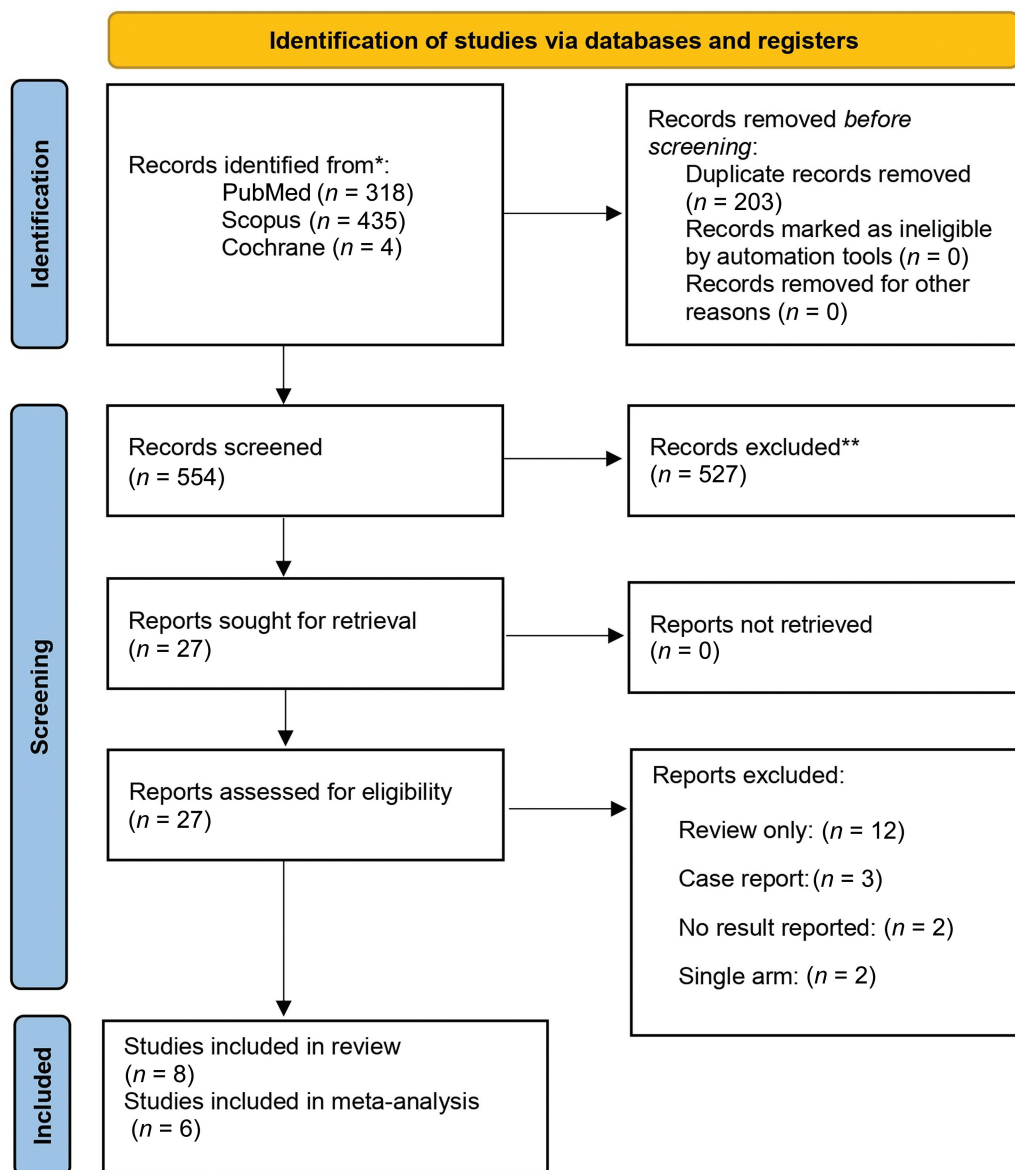 Identification of studies via databases and registers
Identification
Records identified from*:
PubMed (n = 318)
Scopus (n = 435)
Cochrane (n = 4)
Records removed before
screening:
Duplicate records removed
(n = 203)
Records marked as ineligible
by automation tools (n = 0)
Records removed for other
reasons (n = 0)
Screening
Records screened
(n = 554)
Records excluded**
(n = 527)
Reports sought for retrieval
(n = 27)
Reports not retrieved
(n = 0)
Reports assessed for eligibility
(n = 27)
Reports excluded:
Review only: (n = 12)
Case report: (n = 3)
No result reported: (n = 2)
Single arm: (n = 2)
Included
Studies included in review
(n = 8)
Studies included in meta-analysis
(n = 6)